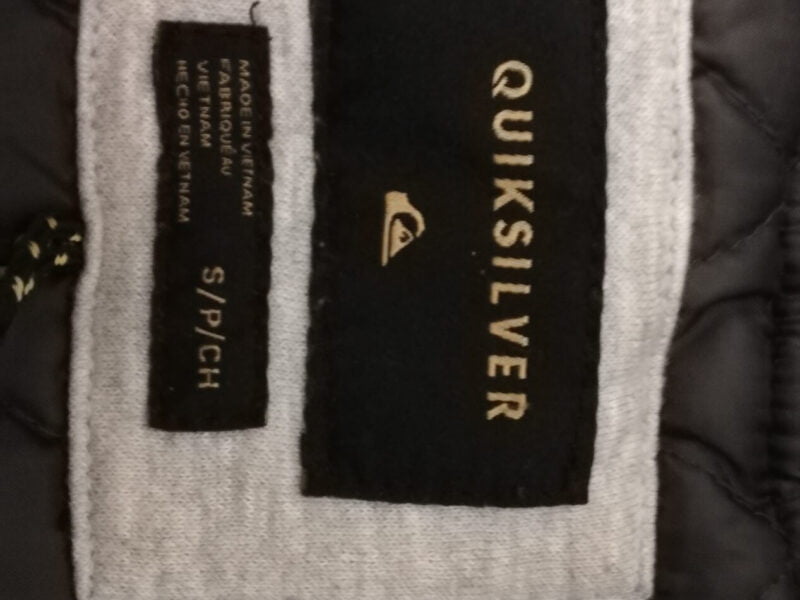 QUIKSILVER
MADE IN VIETNAM
FABRIQUÉ AU
VIETNAM
HECHO EN VIETNAM
S/P/CH